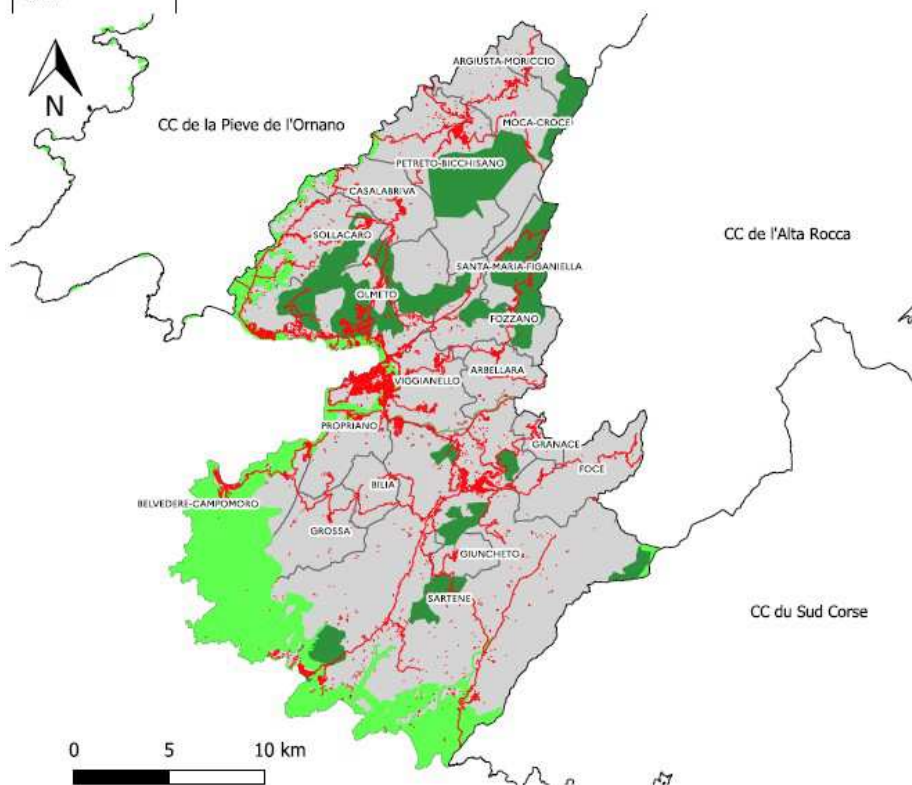 ARGIUSTA-MORICCIO
N
CC de la Pieve de l'Ornano
MOCA-CROCE
PETRETO-BICCHISANO
CASALABRIVA
SOLLACARO
CC de l'Alta Rocca
SANTA-MARIA-FIGANIELLA
OLMETO
FOZZANO
ARBELLARA
VIGGIANELLO
PROPRIANO
GRANACE
FOCE
BILIA
BELVEDERE-CAMPOMORO
GROSSA
GIUNCHETO
SARTENE
CC du Sud Corse
0 5 10 km